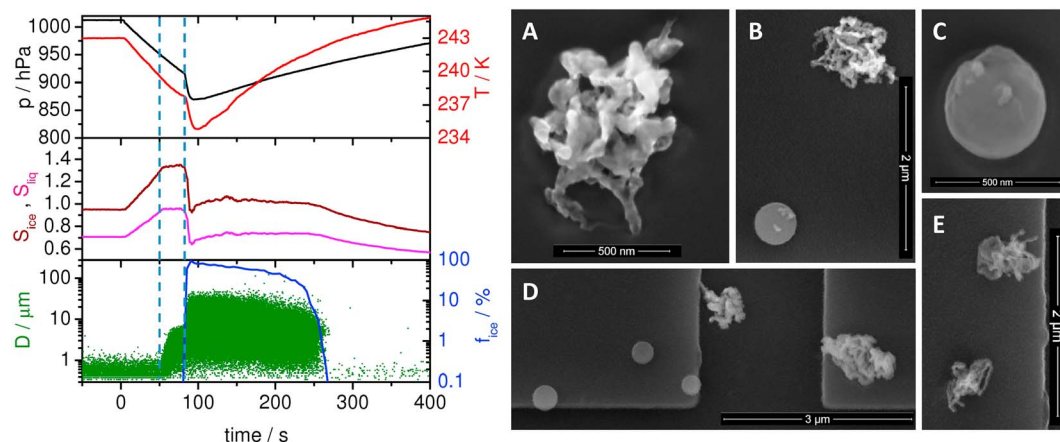 1000
950
900
850
800
p / hPa
243
240
237
234
T / K
1.4
1.2
1.0
0.8
0.6
S_ice , S_liq
10
1
D / µm
100
10
1
0.1
f_ice / %
0
100
200
300
400
time / s
A
500 nm
B
2 µm
C
500 nm
D
3 µm
E
2 µm